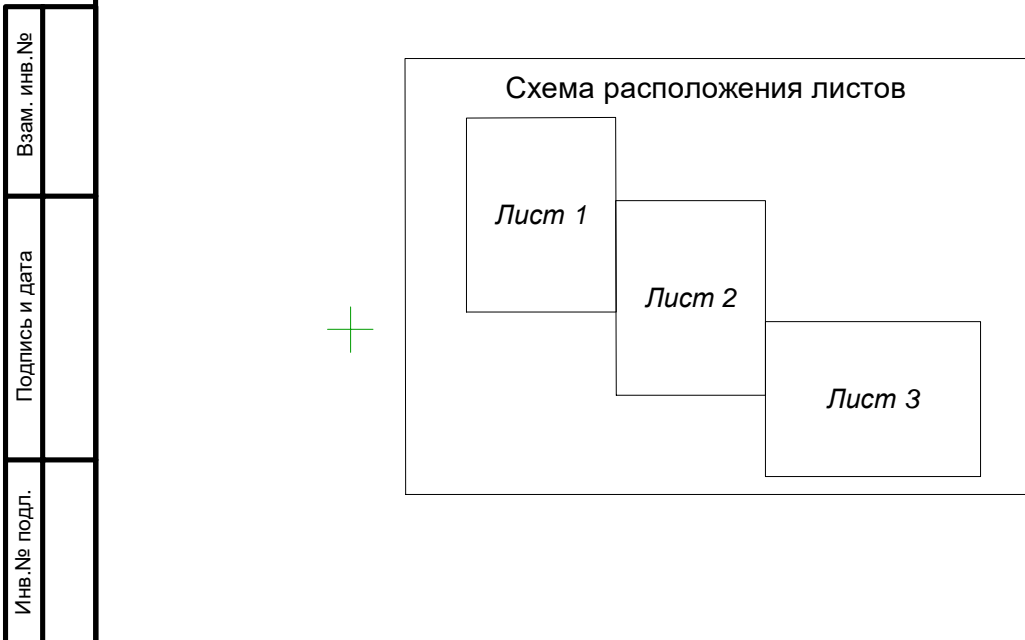 Взам. инв.№
Подпись и дата
Инв.№ подл.
Схема расположения листов
Лист 1
Лист 2
Лист 3